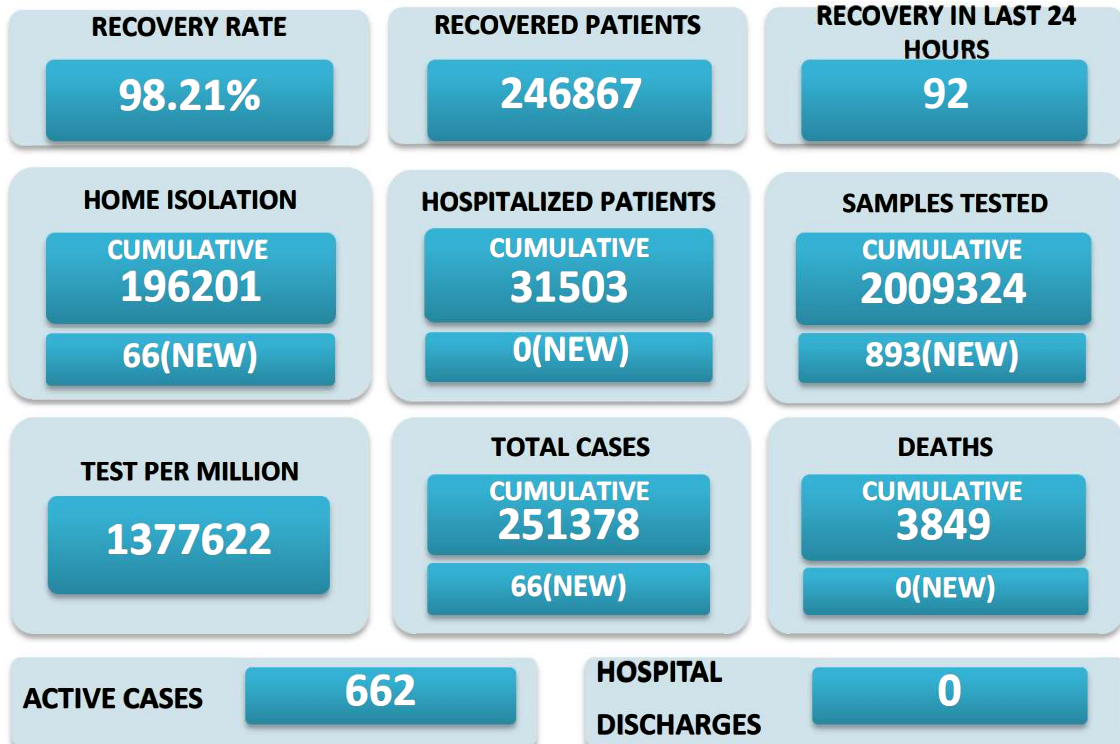 RECOVERY RATE
98.21%
RECOVERED PATIENTS
246867
RECOVERY IN LAST 24
HOURS
92
HOME ISOLATION
CUMULATIVE
196201
66(NEW)
HOSPITALIZED PATIENTS
CUMULATIVE
31503
0(NEW)
SAMPLES TESTED
CUMULATIVE
2009324
893(NEW)
TEST PER MILLION
1377622
TOTAL CASES
CUMULATIVE
251378
66(NEW)
DEATHS
CUMULATIVE
3849
0(NEW)
ACTIVE CASES
662
HOSPITAL
DISCHARGES
0